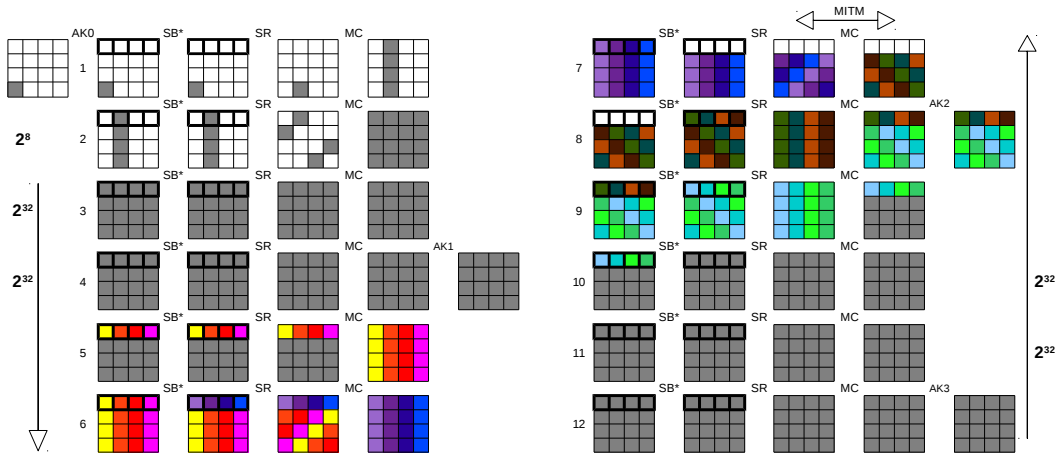 AK0 SB* SR MC
1
SB* SR MC
2⁸ 2
SB* SR MC
2³² 3
SB* SR MC AK1
2³² 4
SB* SR MC
5
SB* SR MC
6
MITM
SB* SR MC
7
SB* SR MC AK2
8
SB* SR MC
9
SB* SR MC
10 2³²
SB* SR MC
11 2³²
SB* SR MC AK3
12